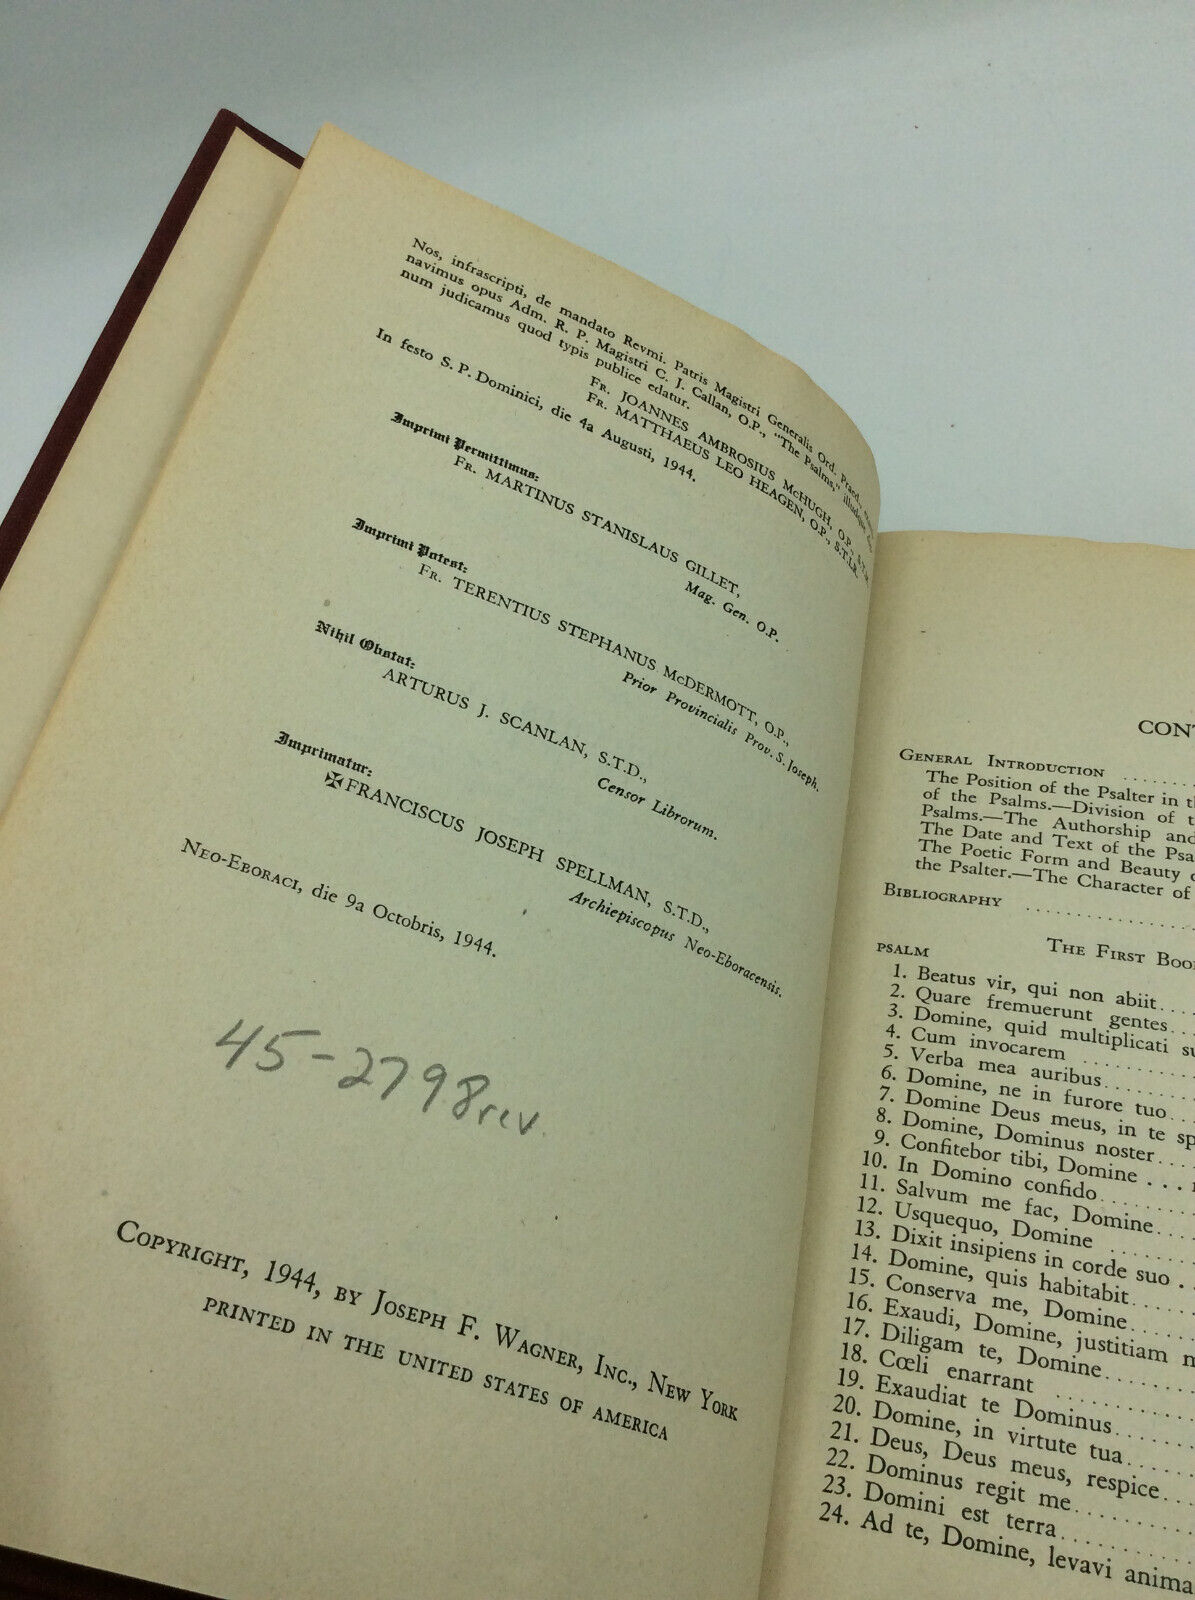 Nos, infrascripti, de mandato Revmi. Patris Magistri Generalis Ord. Praed.,
navimus opus Adm. R. P. Magistri C. J. Callan, O.P., "The Psalms," illudque
num judicamus quod typis publice edatur.
Fr. JOANNES AMBROSIUS McHUGH, O.P.,
Fr. MATTHAEUS LEO HEAGEN, O.P., S.T.LR.
In festo S. P. Dominici, die 4a Augusti, 1944.
Imprimi Permittimus:
Fr. MARTINUS STANISLAUS GILLET,
Mag. Gen. O.P.
Imprimi Potest:
Fr. TERENTIUS STEPHANUS McDERMOTT, O.P.,
Prior Provincialis Prov. S. Joseph.
Nihil Obstat:
ARTURUS J. SCANLAN, S.T.D.,
Censor Librorum.
Imprimatur:
✠FRANCISCUS JOSEPH SPELLMAN, S.T.D.,
Archiepiscopus Neo-Eboracensis.
Neo-Eboraci, die 9a Octobris, 1944.
45-2798rev.
Copyright, 1944, by Joseph F. Wagner, Inc., New York
PRINTED IN THE UNITED STATES OF AMERICA
CONT
General Introduction ........
The Position of the Psalter in th
of the Psalms.—Division of t
Psalms.—The Authorship and
The Date and Text of the Psa
The Poetic Form and Beauty o
the Psalter.—The Character of
Bibliography ................
PSALM
The First Boo
1. Beatus vir, qui non abiit....
2. Quare fremuerunt gentes...
3. Domine, quid multiplicati su
4. Cum invocarem ...........
5. Verba mea auribus.........
6. Domine, ne in furore tuo....
7. Domine Deus meus, in te sp
8. Domine, Dominus noster....
9. Confitebor tibi, Domine . . .
10. In Domino confido........
11. Salvum me fac, Domine....
12. Usquequo, Domine ........
13. Dixit insipiens in corde suo . .
14. Domine, quis habitabit......
15. Conserva me, Domine......
16. Exaudi, Domine, justitiam m
17. Diligam te, Domine........
18. Cœli enarrant ............
19. Exaudiat te Dominus.......
20. Domine, in virtute tua......
21. Deus, Deus meus, respice...
22. Dominus regit me.........
23. Domini est terra...........
24. Ad te, Domine, levavi anima